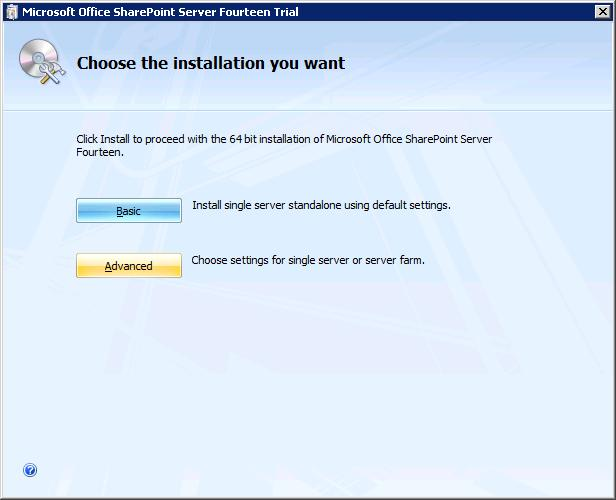 Microsoft Office SharePoint Server Fourteen Trial
Choose the installation you want
Click Install to proceed with the 64 bit installation of Microsoft Office SharePoint Server
Fourteen.
Basic
Install single server standalone using default settings.
Advanced
Choose settings for single server or server farm.
?